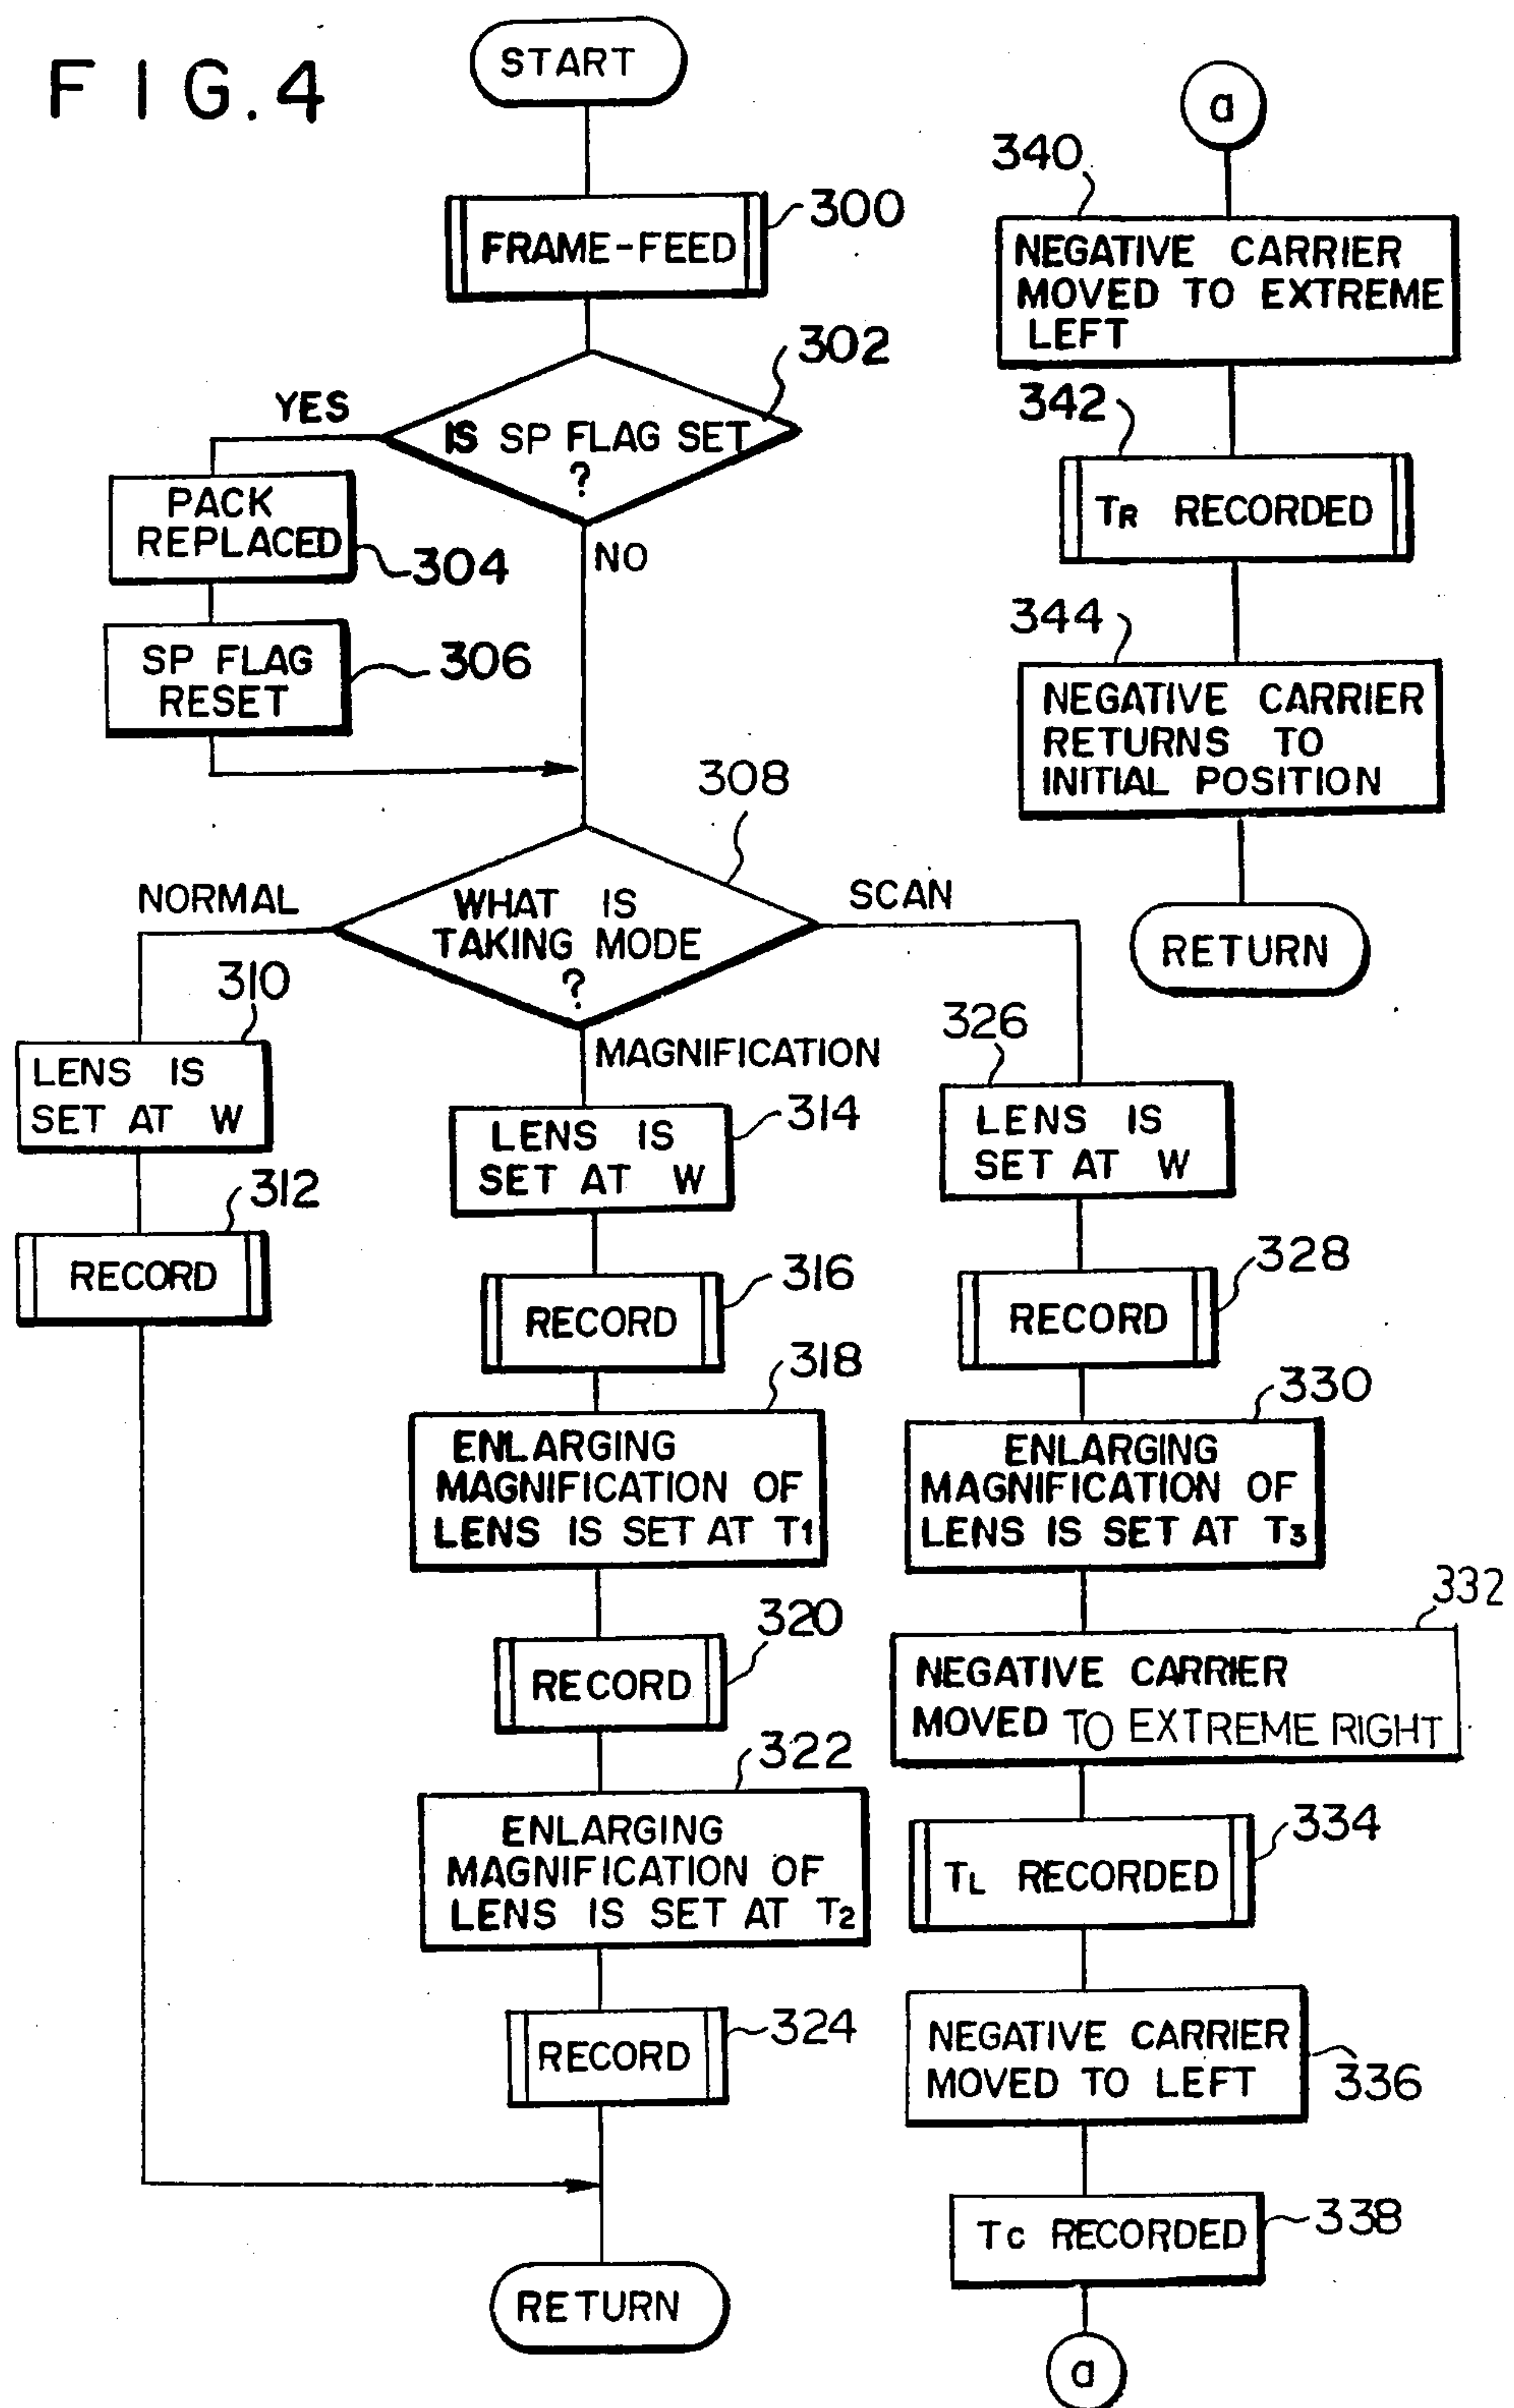 FIG.4
START
FRAME-FEED
300
302
IS SP FLAG SET
?
YES
NO
PACK
REPLACED
304
SP FLAG
RESET
306
308
WHAT IS
TAKING MODE
?
NORMAL
MAGNIFICATION
SCAN
310
LENS IS
SET AT W
312
RECORD
314
LENS IS
SET AT W
316
RECORD
318
ENLARGING
MAGNIFICATION OF
LENS IS SET AT T1
320
RECORD
322
ENLARGING
MAGNIFICATION OF
LENS IS SET AT T2
324
RECORD
RETURN
326
LENS IS
SET AT W
328
RECORD
330
ENLARGING
MAGNIFICATION OF
LENS IS SET AT T3
332
NEGATIVE CARRIER
MOVED TO EXTREME RIGHT
334
TL RECORDED
NEGATIVE CARRIER
MOVED TO LEFT
336
TC RECORDED
338
a
a
340
NEGATIVE CARRIER
MOVED TO EXTREME
LEFT
342
TR RECORDED
344
NEGATIVE CARRIER
RETURNS TO
INITIAL POSITION
RETURN